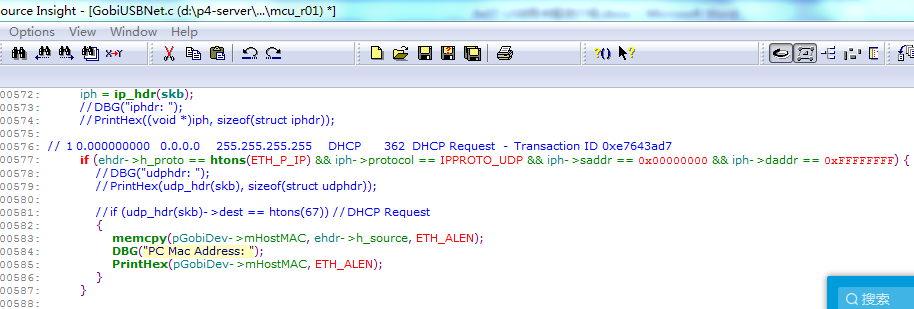 ource Insight - [GobiUSBNet.c (d:\p4-server\...\mcu_r01) *]
Options View Window Help
00572: iph = ip_hdr(skb);
00573: //DBG("iphdr: ");
00574: //PrintHex((void *)iph, sizeof(struct iphdr));
00575:
00576: // 1 0.000000000 0.0.0.0 255.255.255.255 DHCP 362 DHCP Request - Transaction ID 0xe7643ad7
00577: if (ehdr->h_proto == htons(ETH_P_IP) && iph->protocol == IPPROTO_UDP && iph->saddr == 0x00000000 && iph->daddr == 0xFFFFFFFF) {
00578: //DBG("udphdr: ");
00579: //PrintHex(udp_hdr(skb), sizeof(struct udphdr));
00580:
00581: //if (udp_hdr(skb)->dest == htons(67)) //DHCP Request
00582: {
00583: memcpy(pGobiDev->mHostMAC, ehdr->h_source, ETH_ALEN);
00584: DBG("PC Mac Address: ");
00585: PrintHex(pGobiDev->mHostMAC, ETH_ALEN);
00586: }
00587: }
00588:
搜索